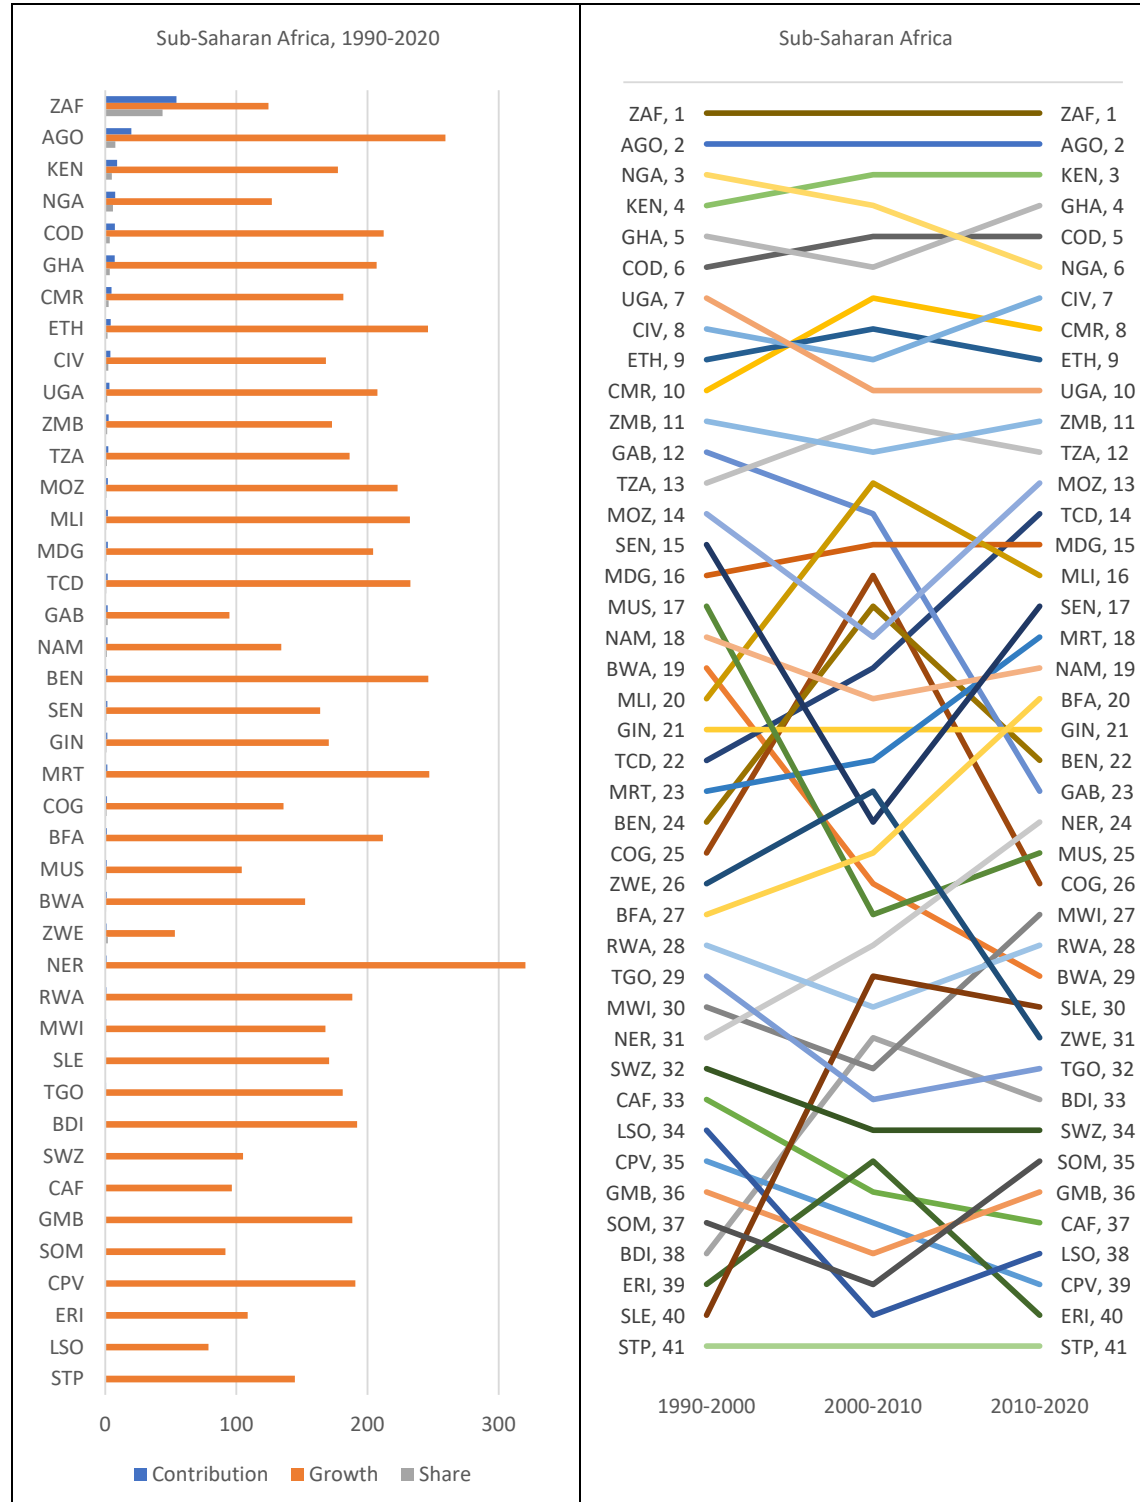 Sub-Saharan Africa, 1990-2020
ZAF
AGO
KEN
NGA
COD
GHA
CMR
ETH
CIV
UGA
ZMB
TZA
MOZ
MLI
MDG
TCD
GAB
NAM
BEN
SEN
GIN
MRT
COG
BFA
MUS
BWA
ZWE
NER
RWA
MWI
SLE
TGO
BDI
SWZ
CAF
GMB
SOM
CPV
ERI
LSO
STP
0 100 200 300
Contribution Growth Share
Sub-Saharan Africa
ZAF, 1
AGO, 2
NGA, 3
KEN, 4
GHA, 5
COD, 6
UGA, 7
CIV, 8
ETH, 9
CMR, 10
ZMB, 11
GAB, 12
TZA, 13
MOZ, 14
SEN, 15
MDG, 16
MUS, 17
NAM, 18
BWA, 19
MLI, 20
GIN, 21
TCD, 22
MRT, 23
BEN, 24
COG, 25
ZWE, 26
BFA, 27
RWA, 28
TGO, 29
MWI, 30
NER, 31
SWZ, 32
CAF, 33
LSO, 34
CPV, 35
GMB, 36
SOM, 37
BDI, 38
ERI, 39
SLE, 40
STP, 41
ZAF, 1
AGO, 2
KEN, 3
GHA, 4
COD, 5
NGA, 6
CIV, 7
CMR, 8
ETH, 9
UGA, 10
ZMB, 11
TZA, 12
MOZ, 13
TCD, 14
MDG, 15
MLI, 16
SEN, 17
MRT, 18
NAM, 19
BFA, 20
GIN, 21
BEN, 22
GAB, 23
NER, 24
MUS, 25
COG, 26
MWI, 27
RWA, 28
BWA, 29
SLE, 30
ZWE, 31
TGO, 32
BDI, 33
SWZ, 34
SOM, 35
GMB, 36
CAF, 37
LSO, 38
CPV, 39
ERI, 40
STP, 41
1990-2000 2000-2010 2010-2020